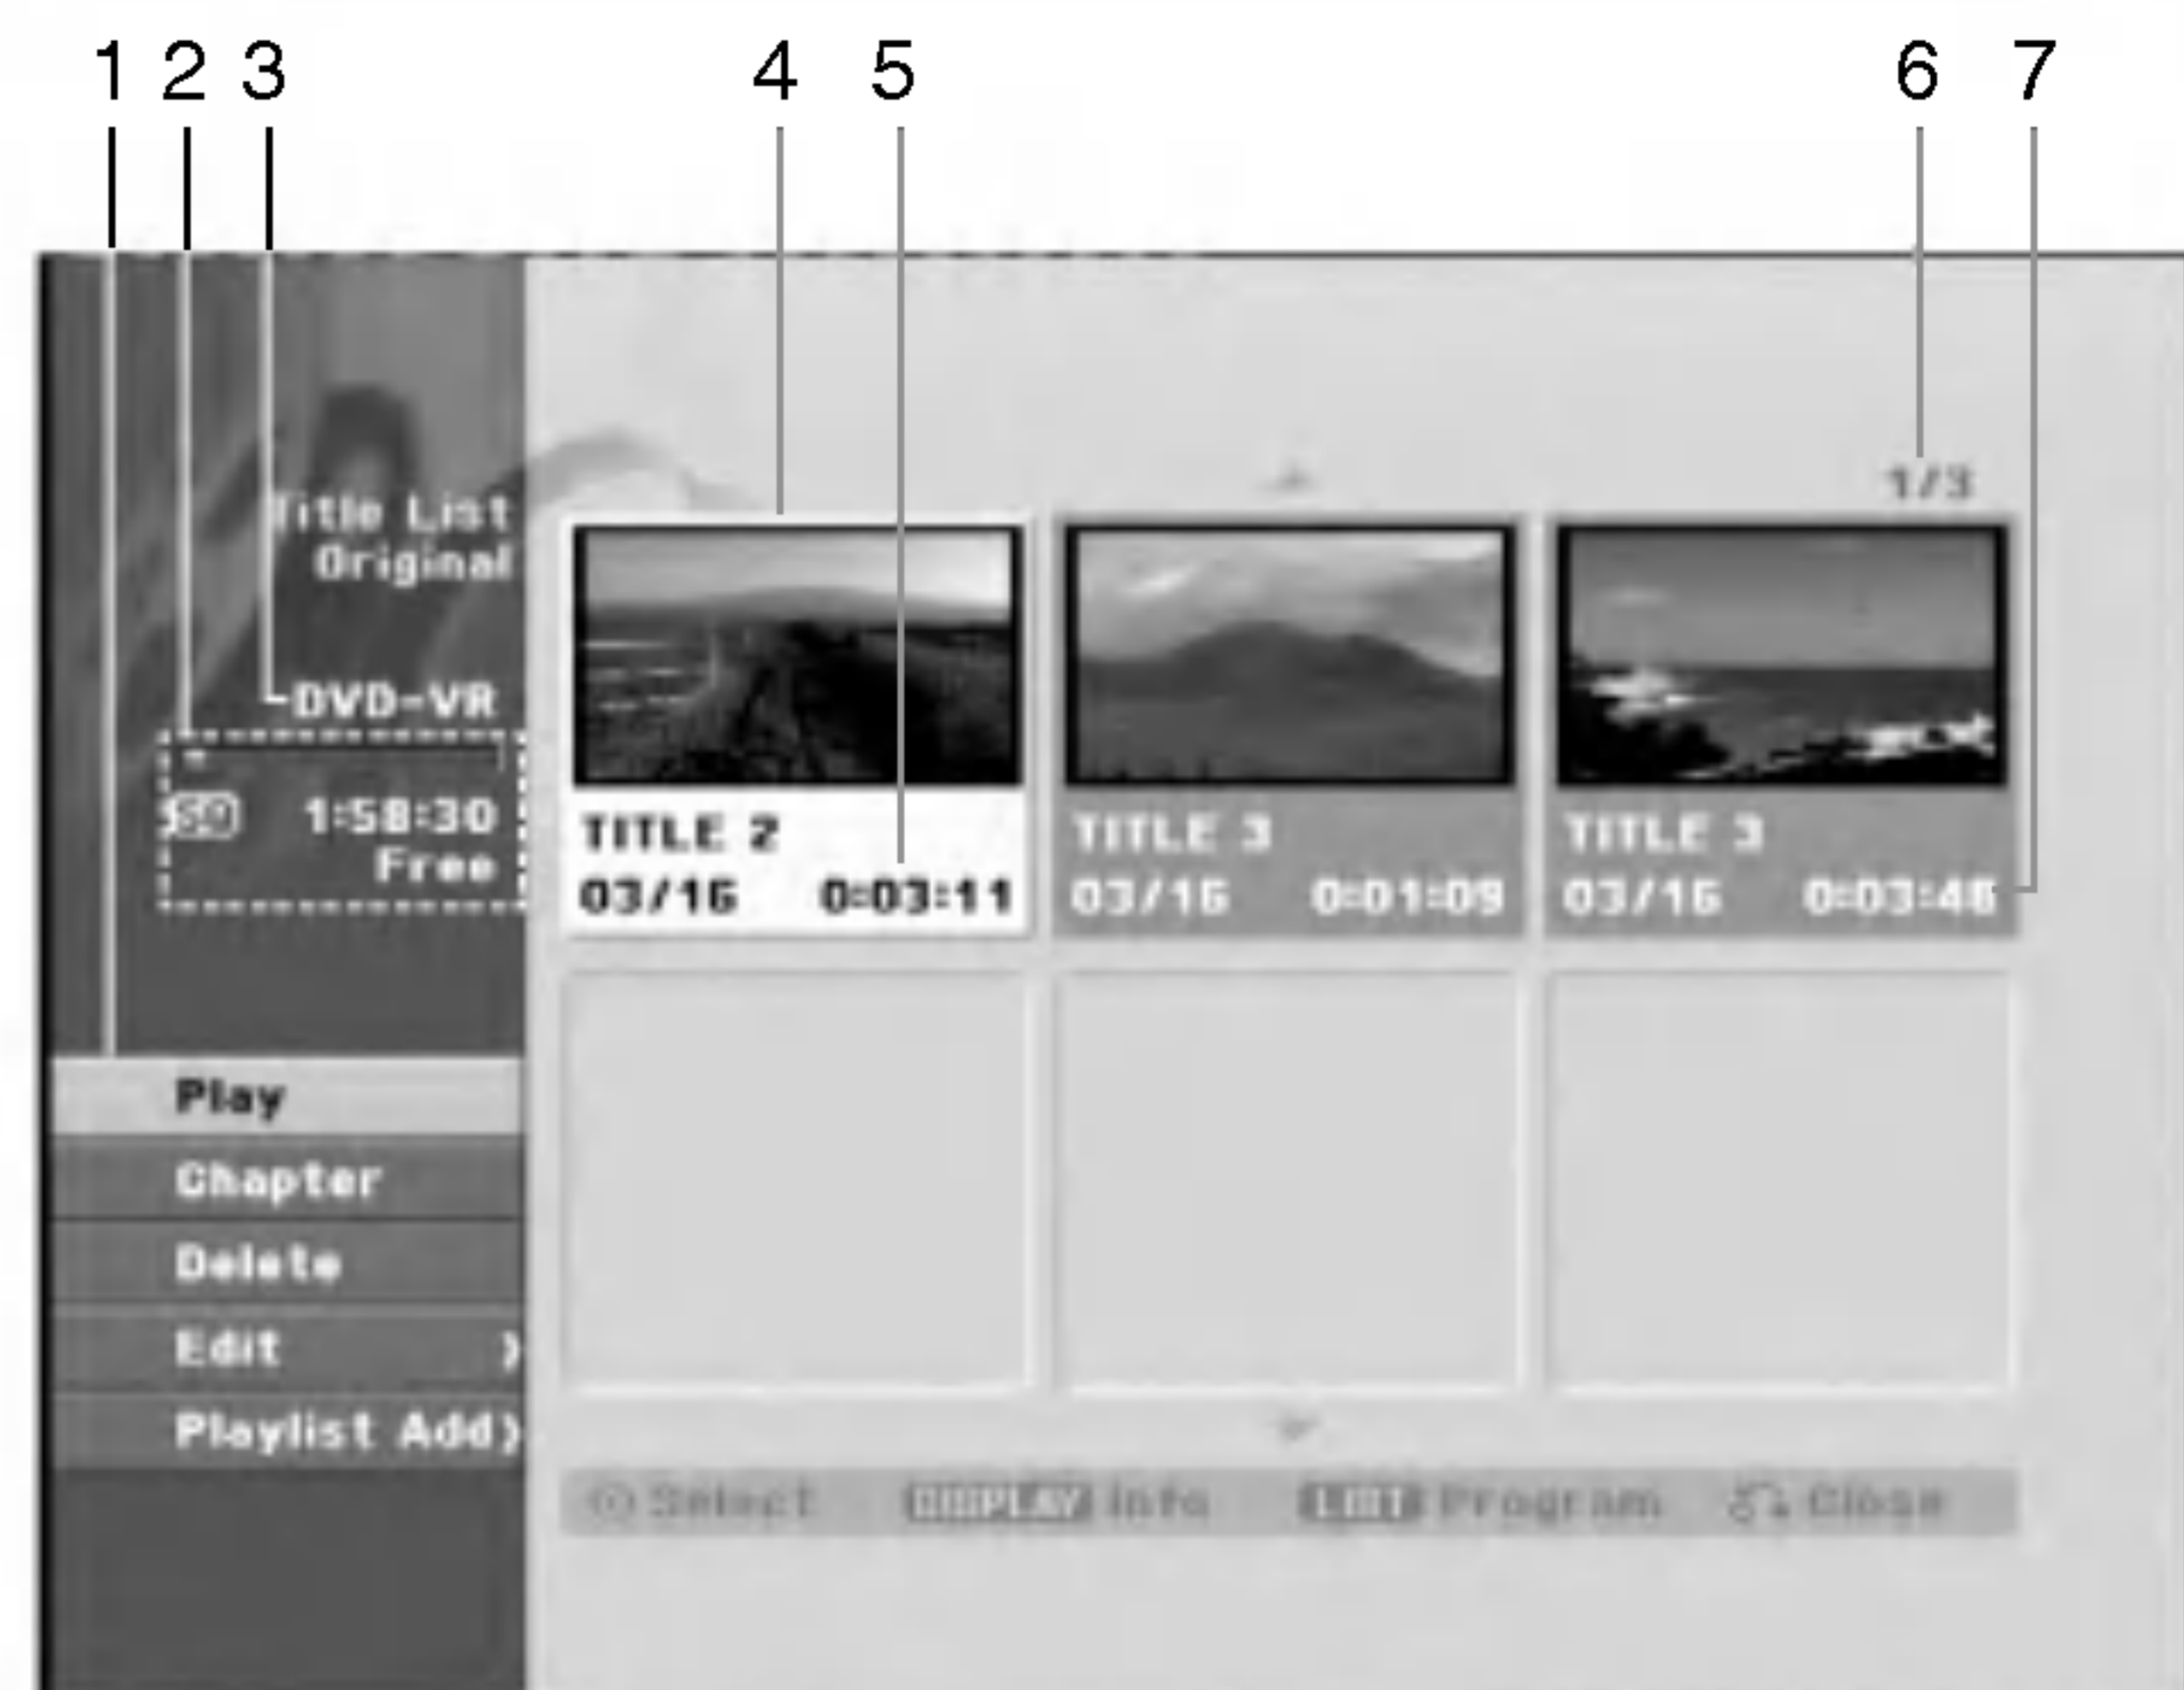 1 2 3 4 5 6 7
Title List
Original
-DVD-VR
1:58:30
Free
1/3
TITLE 2
03/16 0:03:11
TITLE 3
03/16 0:01:09
TITLE 3
03/16 0:03:46
Play
Chapter
Delete
Edit ❯
Playlist Add❯
Select DISPLAY Info LIST Program Close